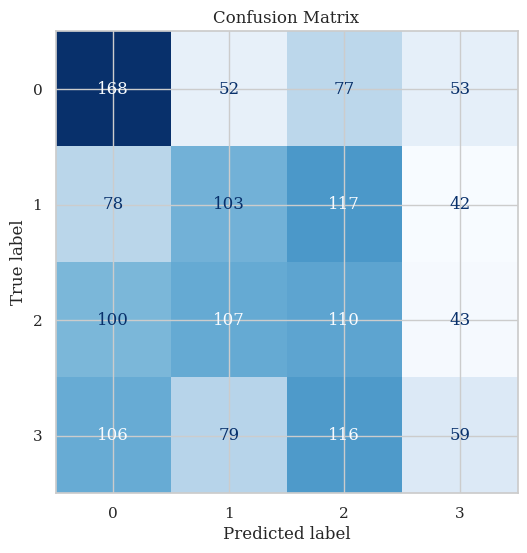 Confusion Matrix
True label
0 168 52 77 53
1 78 103 117 42
2 100 107 110 43
3 106 79 116 59
0 1 2 3
Predicted label